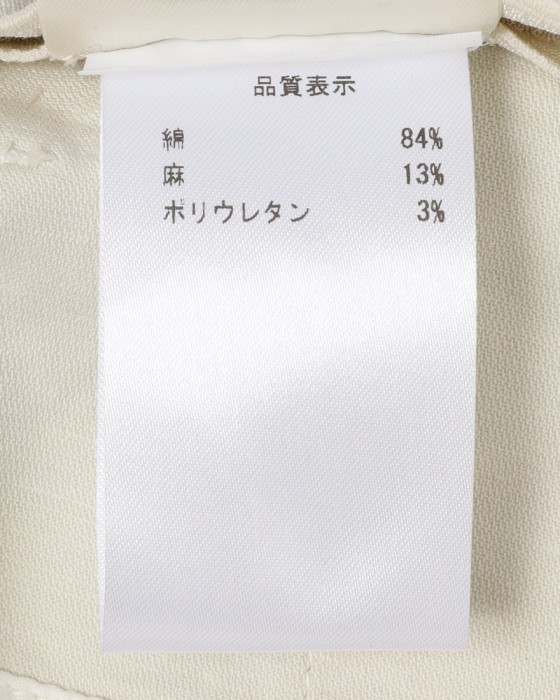 品質表示
綿 84%
麻 13%
ポリウレタン 3%